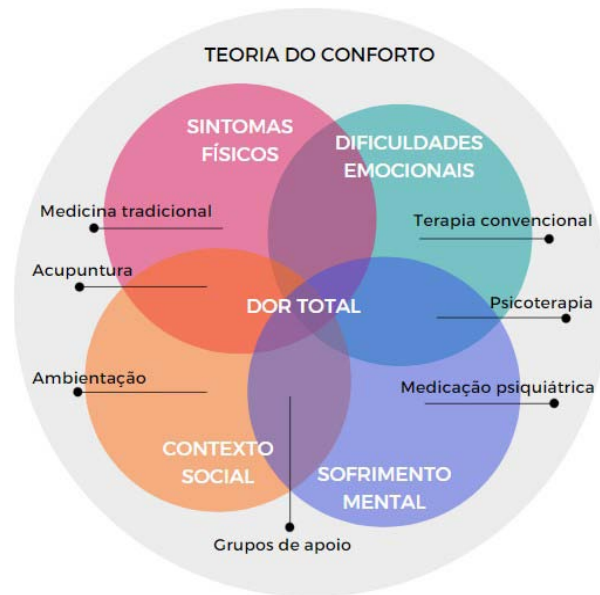 TEORIA DO CONFORTO
SINTOMAS
FÍSICOS
DIFICULDADES
EMOCIONAIS
Medicina tradicional
Terapia convencional
Acupuntura
DOR TOTAL
Psicoterapia
Ambientação
Medicação psiquiátrica
CONTEXTO
SOCIAL
SOFRIMENTO
MENTAL
Grupos de apoio